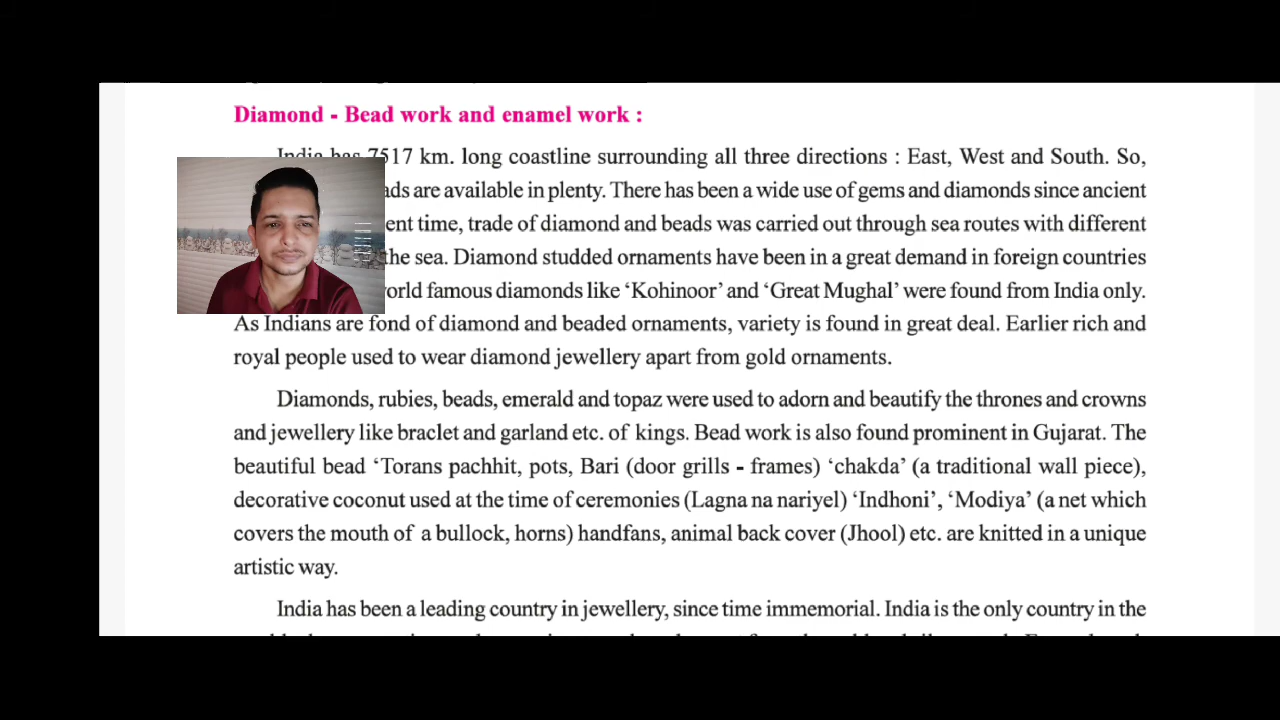 Diamond - Bead work and enamel work :
India has 7517 km. long coastline surrounding all three directions : East, West and South. So,
are available in plenty. There has been a wide use of gems and diamonds since ancient
time, trade of diamond and beads was carried out through sea routes with different
the sea. Diamond studded ornaments have been in a great demand in foreign countries
famous diamonds like ‘Kohinoor’ and ‘Great Mughal’ were found from India only.
As Indians are fond of diamond and beaded ornaments, variety is found in great deal. Earlier rich and
royal people used to wear diamond jewellery apart from gold ornaments.
Diamonds, rubies, beads, emerald and topaz were used to adorn and beautify the thrones and crowns
and jewellery like braclet and garland etc. of kings. Bead work is also found prominent in Gujarat. The
beautiful bead ‘Torans pachhit, pots, Bari (door grills - frames) ‘chakda’ (a traditional wall piece),
decorative coconut used at the time of ceremonies (Lagna na nariyel) ‘Indhoni’, ‘Modiya’ (a net which
covers the mouth of a bullock, horns) handfans, animal back cover (Jhool) etc. are knitted in a unique
artistic way.
India has been a leading country in jewellery, since time immemorial. India is the only country in the